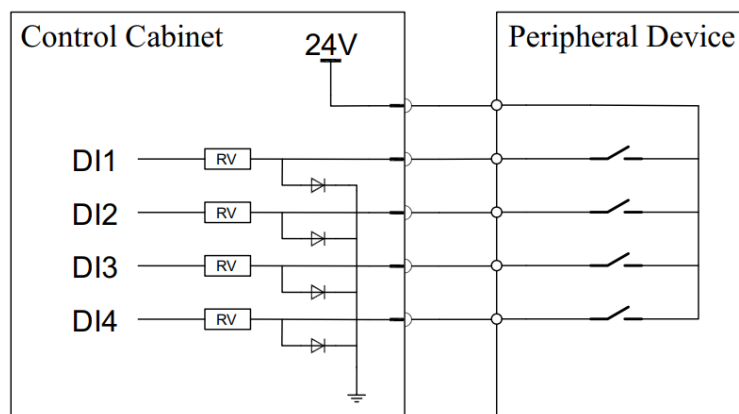 Control Cabinet
Peripheral Device
24V
DI1
RV
DI2
RV
DI3
RV
DI4
RV